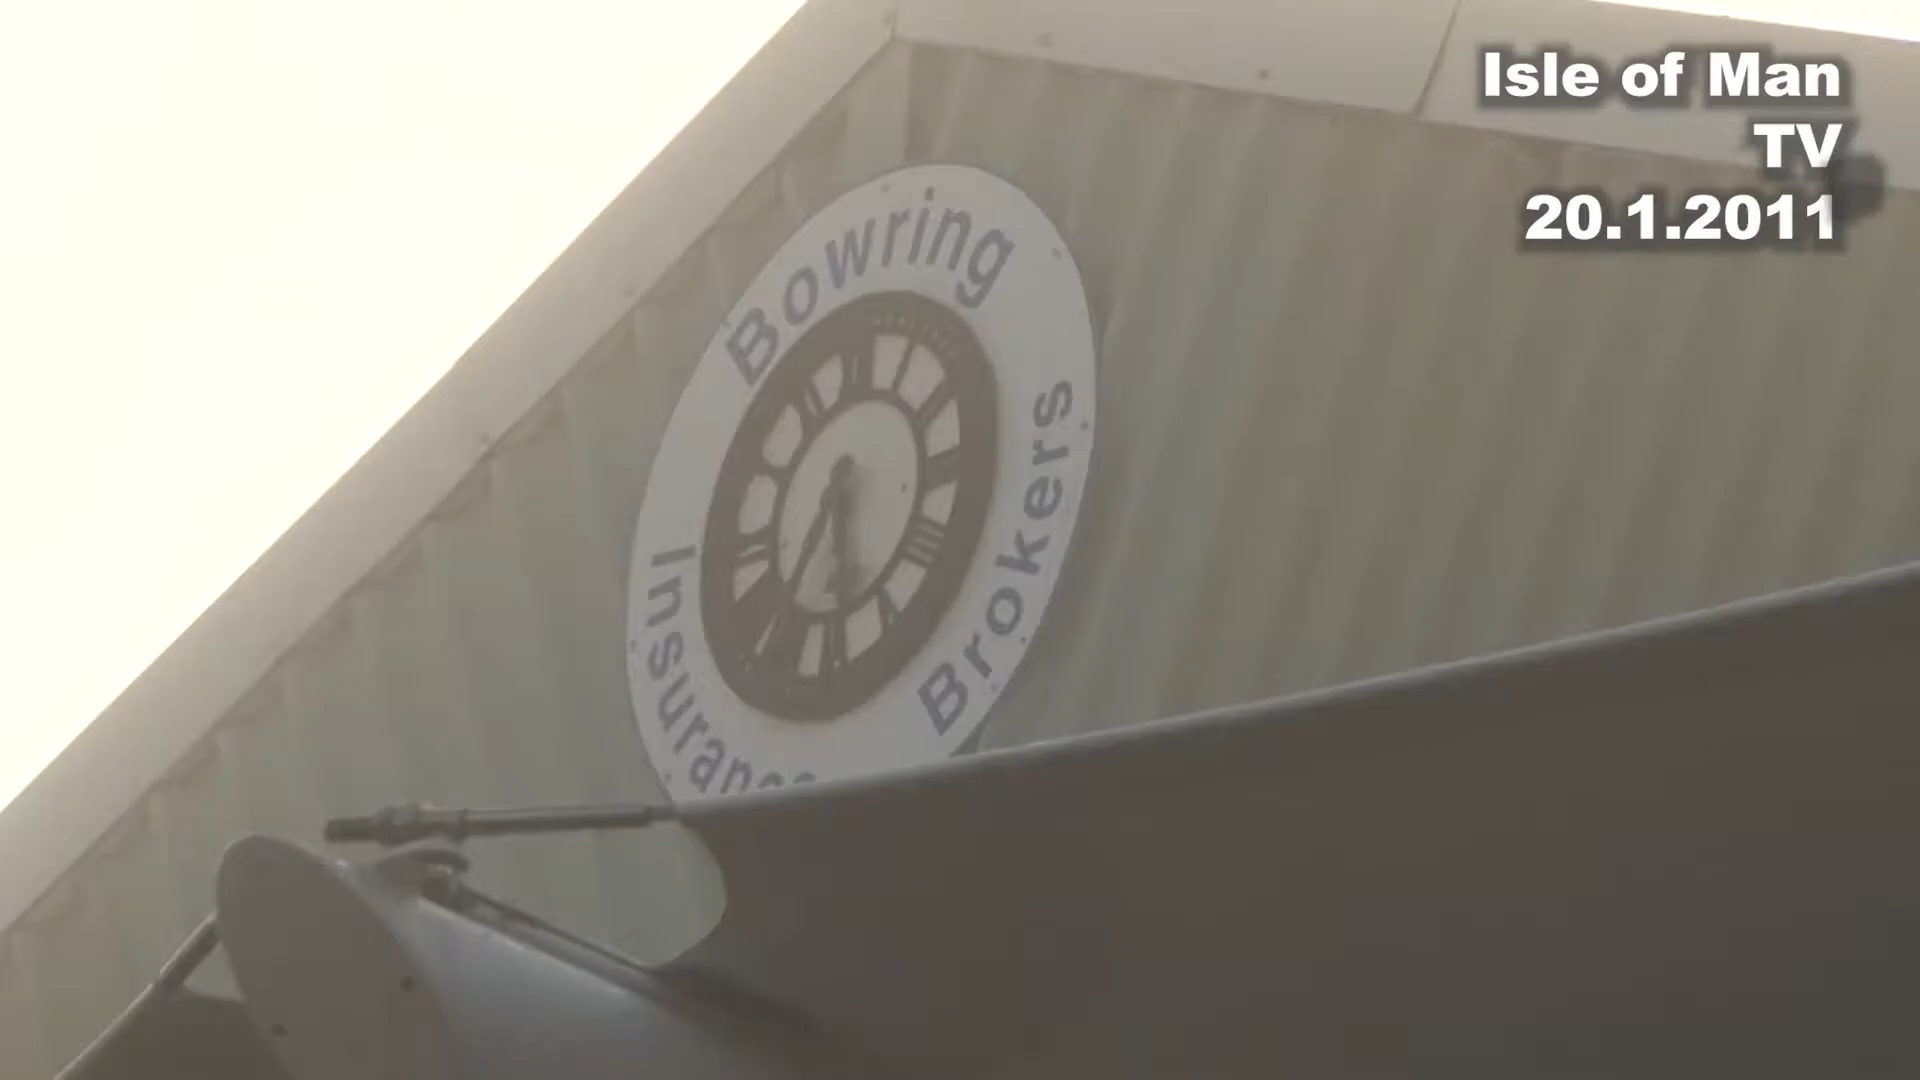 Isle of Man
TV
20.1.2011
Bowring
Insurance
Brokers